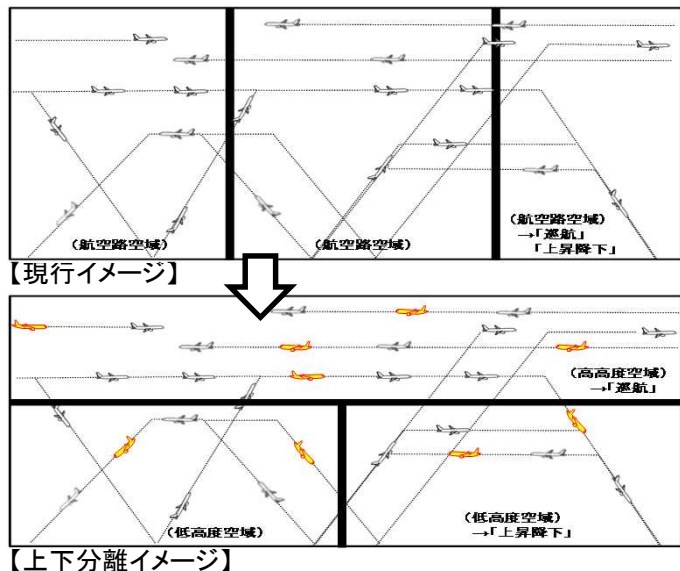 (航空路空域)
(航空路空域)
(航空路空域)
→「巡航」
「上昇降下」
【現行イメージ】
(高高度空域)
→「巡航」
(低高度空域)
(低高度空域)
→「上昇降下」
【上下分離イメージ】